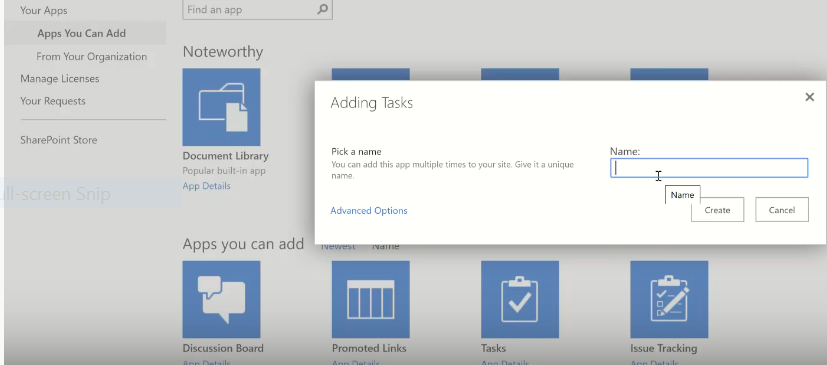 Your Apps
Apps You Can Add
From Your Organization
Manage Licenses
Your Requests
SharePoint Store
ull-screen Snip
Find an app
Noteworthy
Document Library
Popular built-in app
App Details
Adding Tasks
Pick a name
You can add this app multiple times to your site. Give it a unique
name.
Advanced Options
Name:
Name
Create
Cancel
Apps you can add Newest Name
Discussion Board
App Details
Promoted Links
App Details
Tasks
App Details
Issue Tracking
App Details